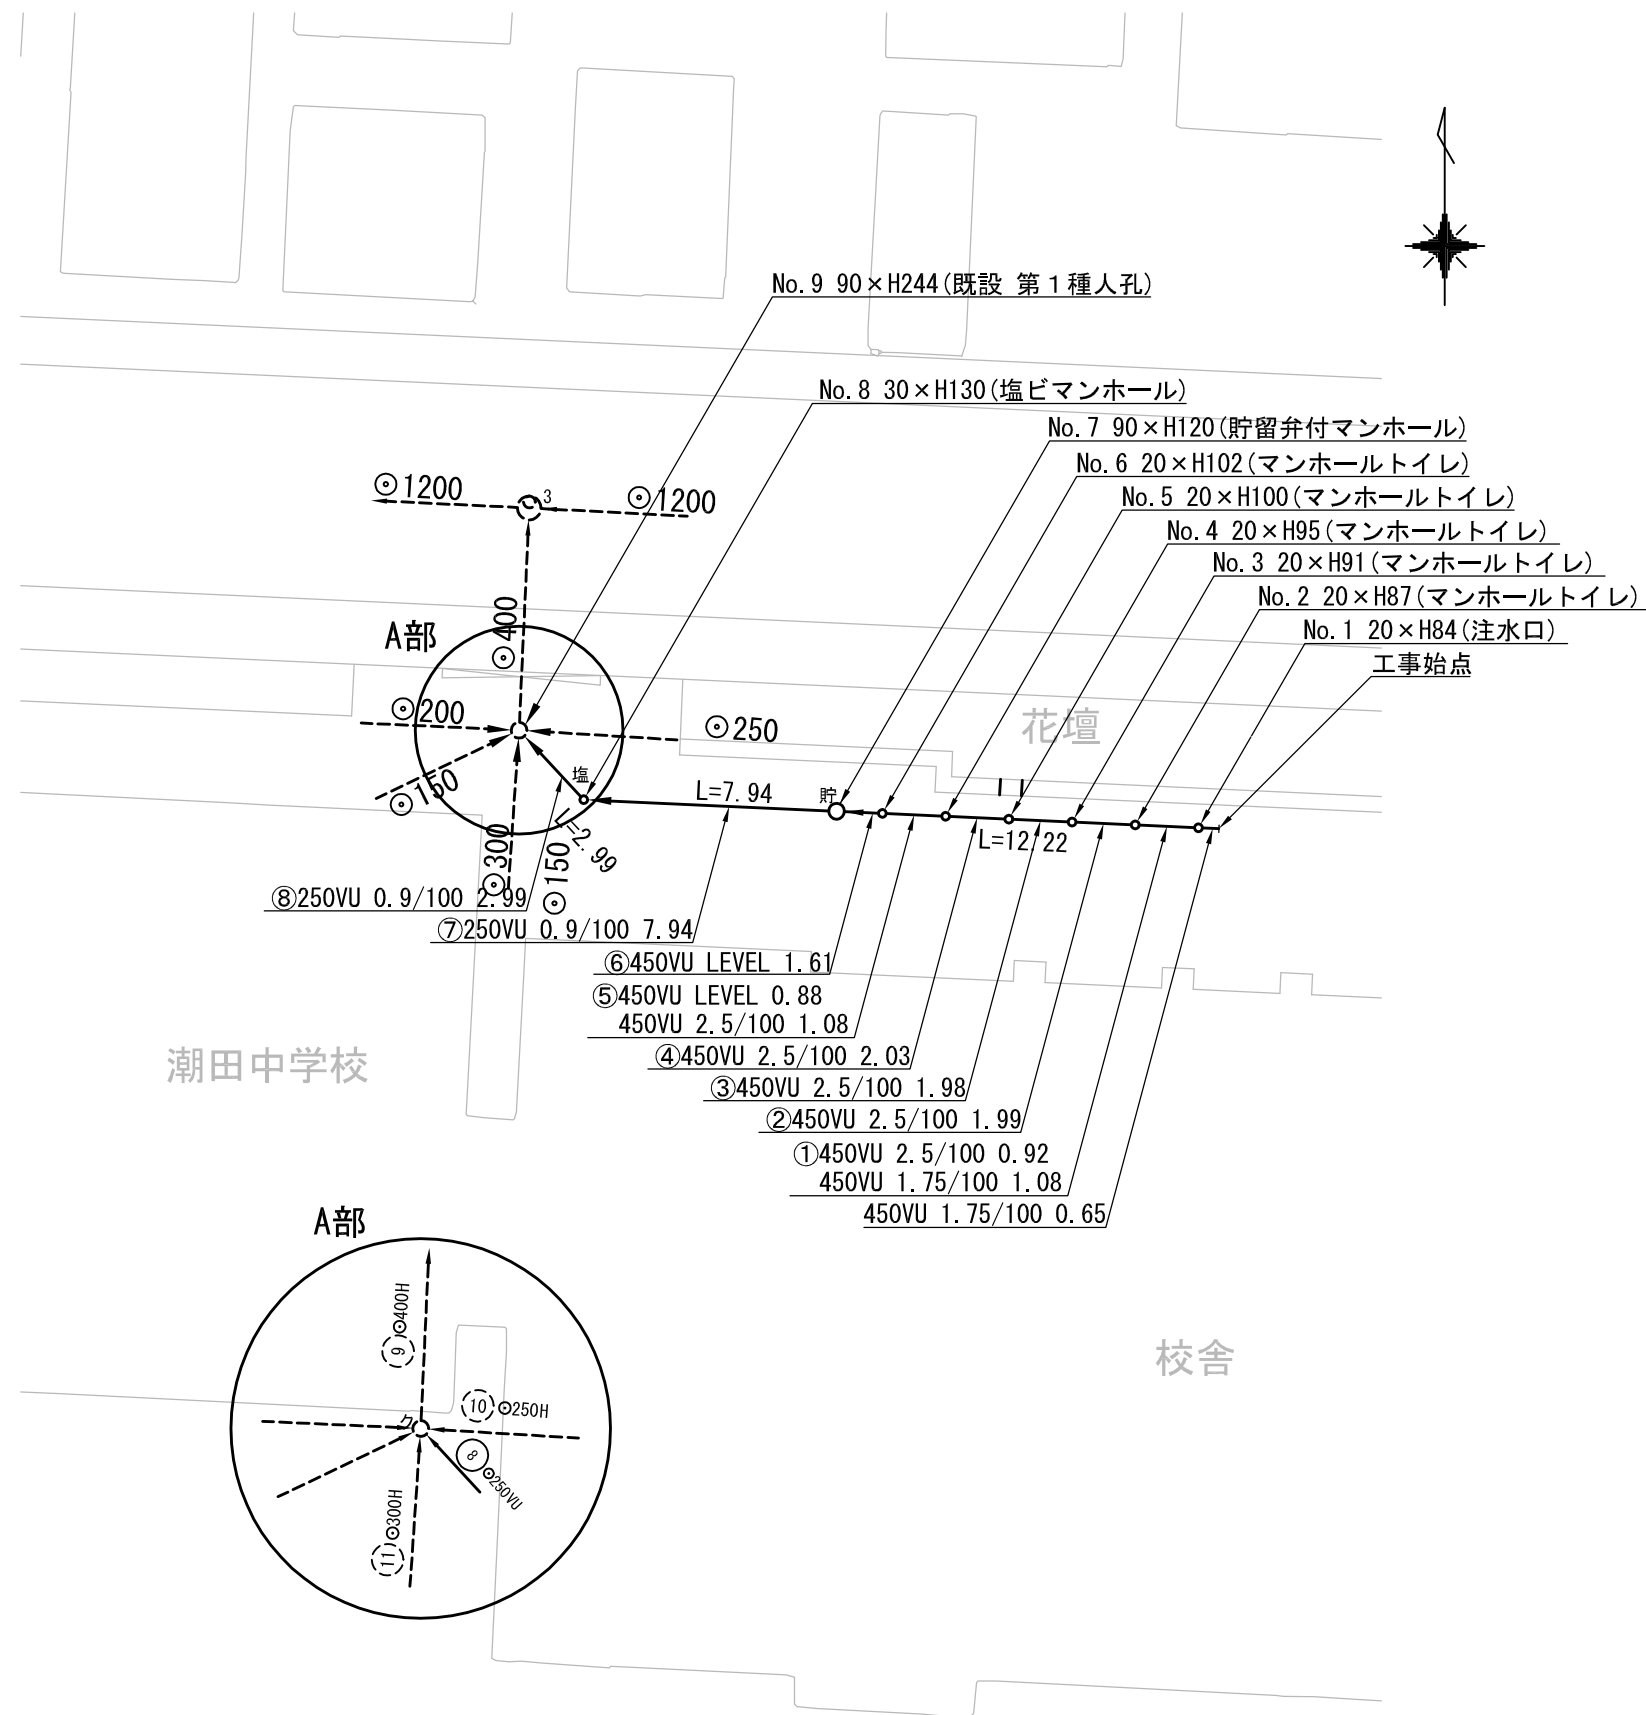 No.9 90×H244(既設 第1種人孔)
No.8 30×H130(塩ビマンホール)
No.7 90×H120(貯留弁付マンホール)
No.6 20×H102(マンホールトイレ)
No.5 20×H100(マンホールトイレ)
No.4 20×H95(マンホールトイレ)
No.3 20×H91(マンホールトイレ)
No.2 20×H87(マンホールトイレ)
No.1 20×H84(注水口)
工事始点
⊙1200
3
⊙1200
⊙400
A部
⊙200
⊙250
花壇
塩
⊙150
L=7.94
貯
L=12.22
L=2.99
⊙300
⊙150
⑧250VU 0.9/100 2.99
⑦250VU 0.9/100 7.94
⑥450VU LEVEL 1.61
⑤450VU LEVEL 0.88
450VU 2.5/100 1.08
④450VU 2.5/100 2.03
③450VU 2.5/100 1.98
②450VU 2.5/100 1.99
①450VU 2.5/100 0.92
450VU 1.75/100 1.08
450VU 1.75/100 0.65
潮田中学校
A部
9 ⊙400H
10 ⊙250H
ク
8 ⊙250VU
11 ⊙300H
校舎